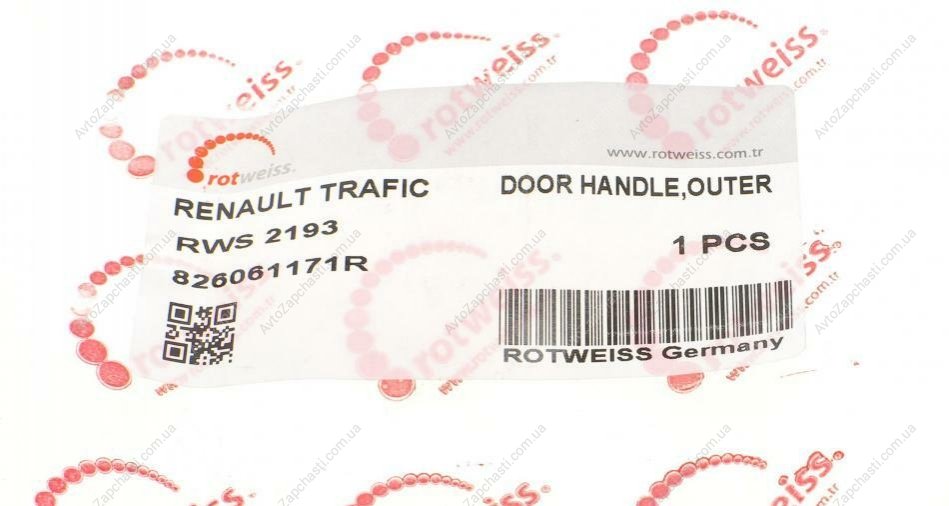 rotweiss.
www.rotweiss.com.tr
RENAULT TRAFIC
DOOR HANDLE,OUTER
RWS 2193
1 PCS
826061171R
ROTWEISS Germany